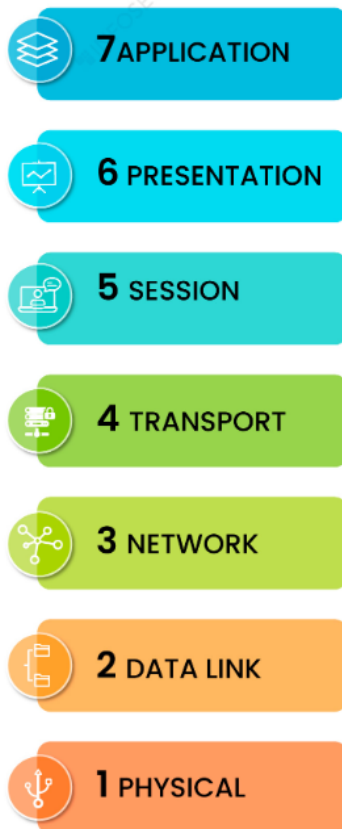 7APPLICATION
6 PRESENTATION
5 SESSION
4 TRANSPORT
3 NETWORK
2 DATA LINK
1 PHYSICAL